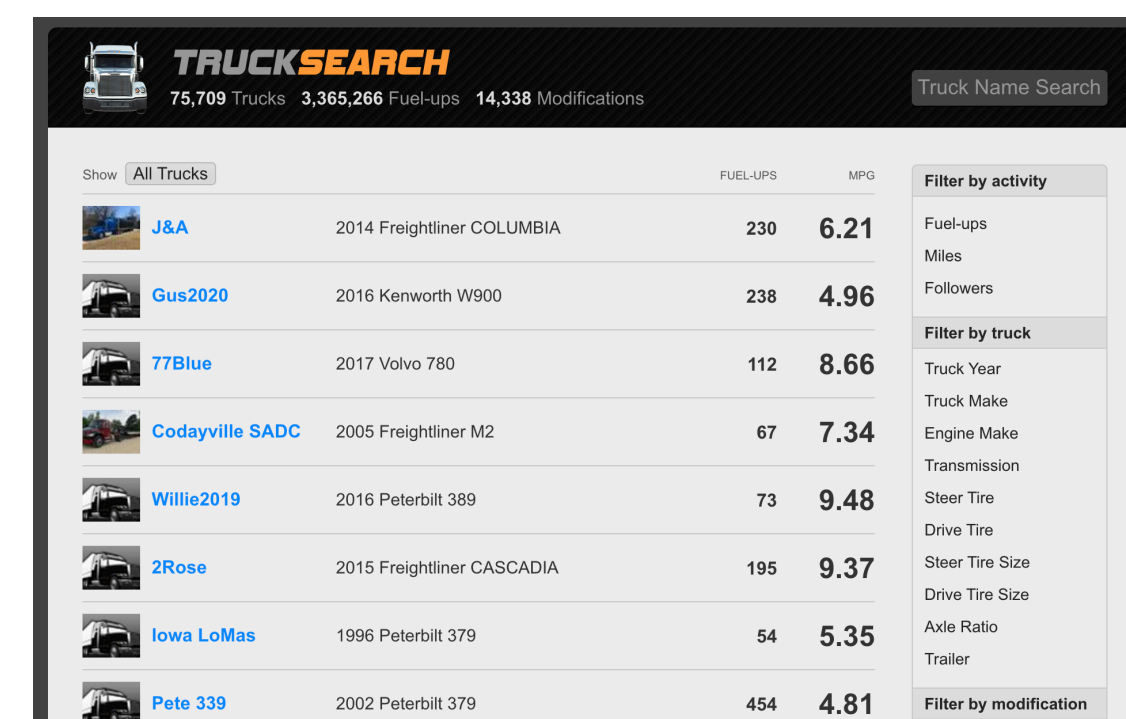 TRUCKSEARCH
75,709 Trucks 3,365,266 Fuel-ups 14,338 Modifications
Truck Name Search
Show All Trucks FUEL-UPS MPG
J&A 2014 Freightliner COLUMBIA 230 6.21
Gus2020 2016 Kenworth W900 238 4.96
77Blue 2017 Volvo 780 112 8.66
Codayville SADC 2005 Freightliner M2 67 7.34
Willie2019 2016 Peterbilt 389 73 9.48
2Rose 2015 Freightliner CASCADIA 195 9.37
Iowa LoMas 1996 Peterbilt 379 54 5.35
Pete 339 2002 Peterbilt 379 454 4.81
Filter by activity
Fuel-ups
Miles
Followers
Filter by truck
Truck Year
Truck Make
Engine Make
Transmission
Steer Tire
Drive Tire
Steer Tire Size
Drive Tire Size
Axle Ratio
Trailer
Filter by modification